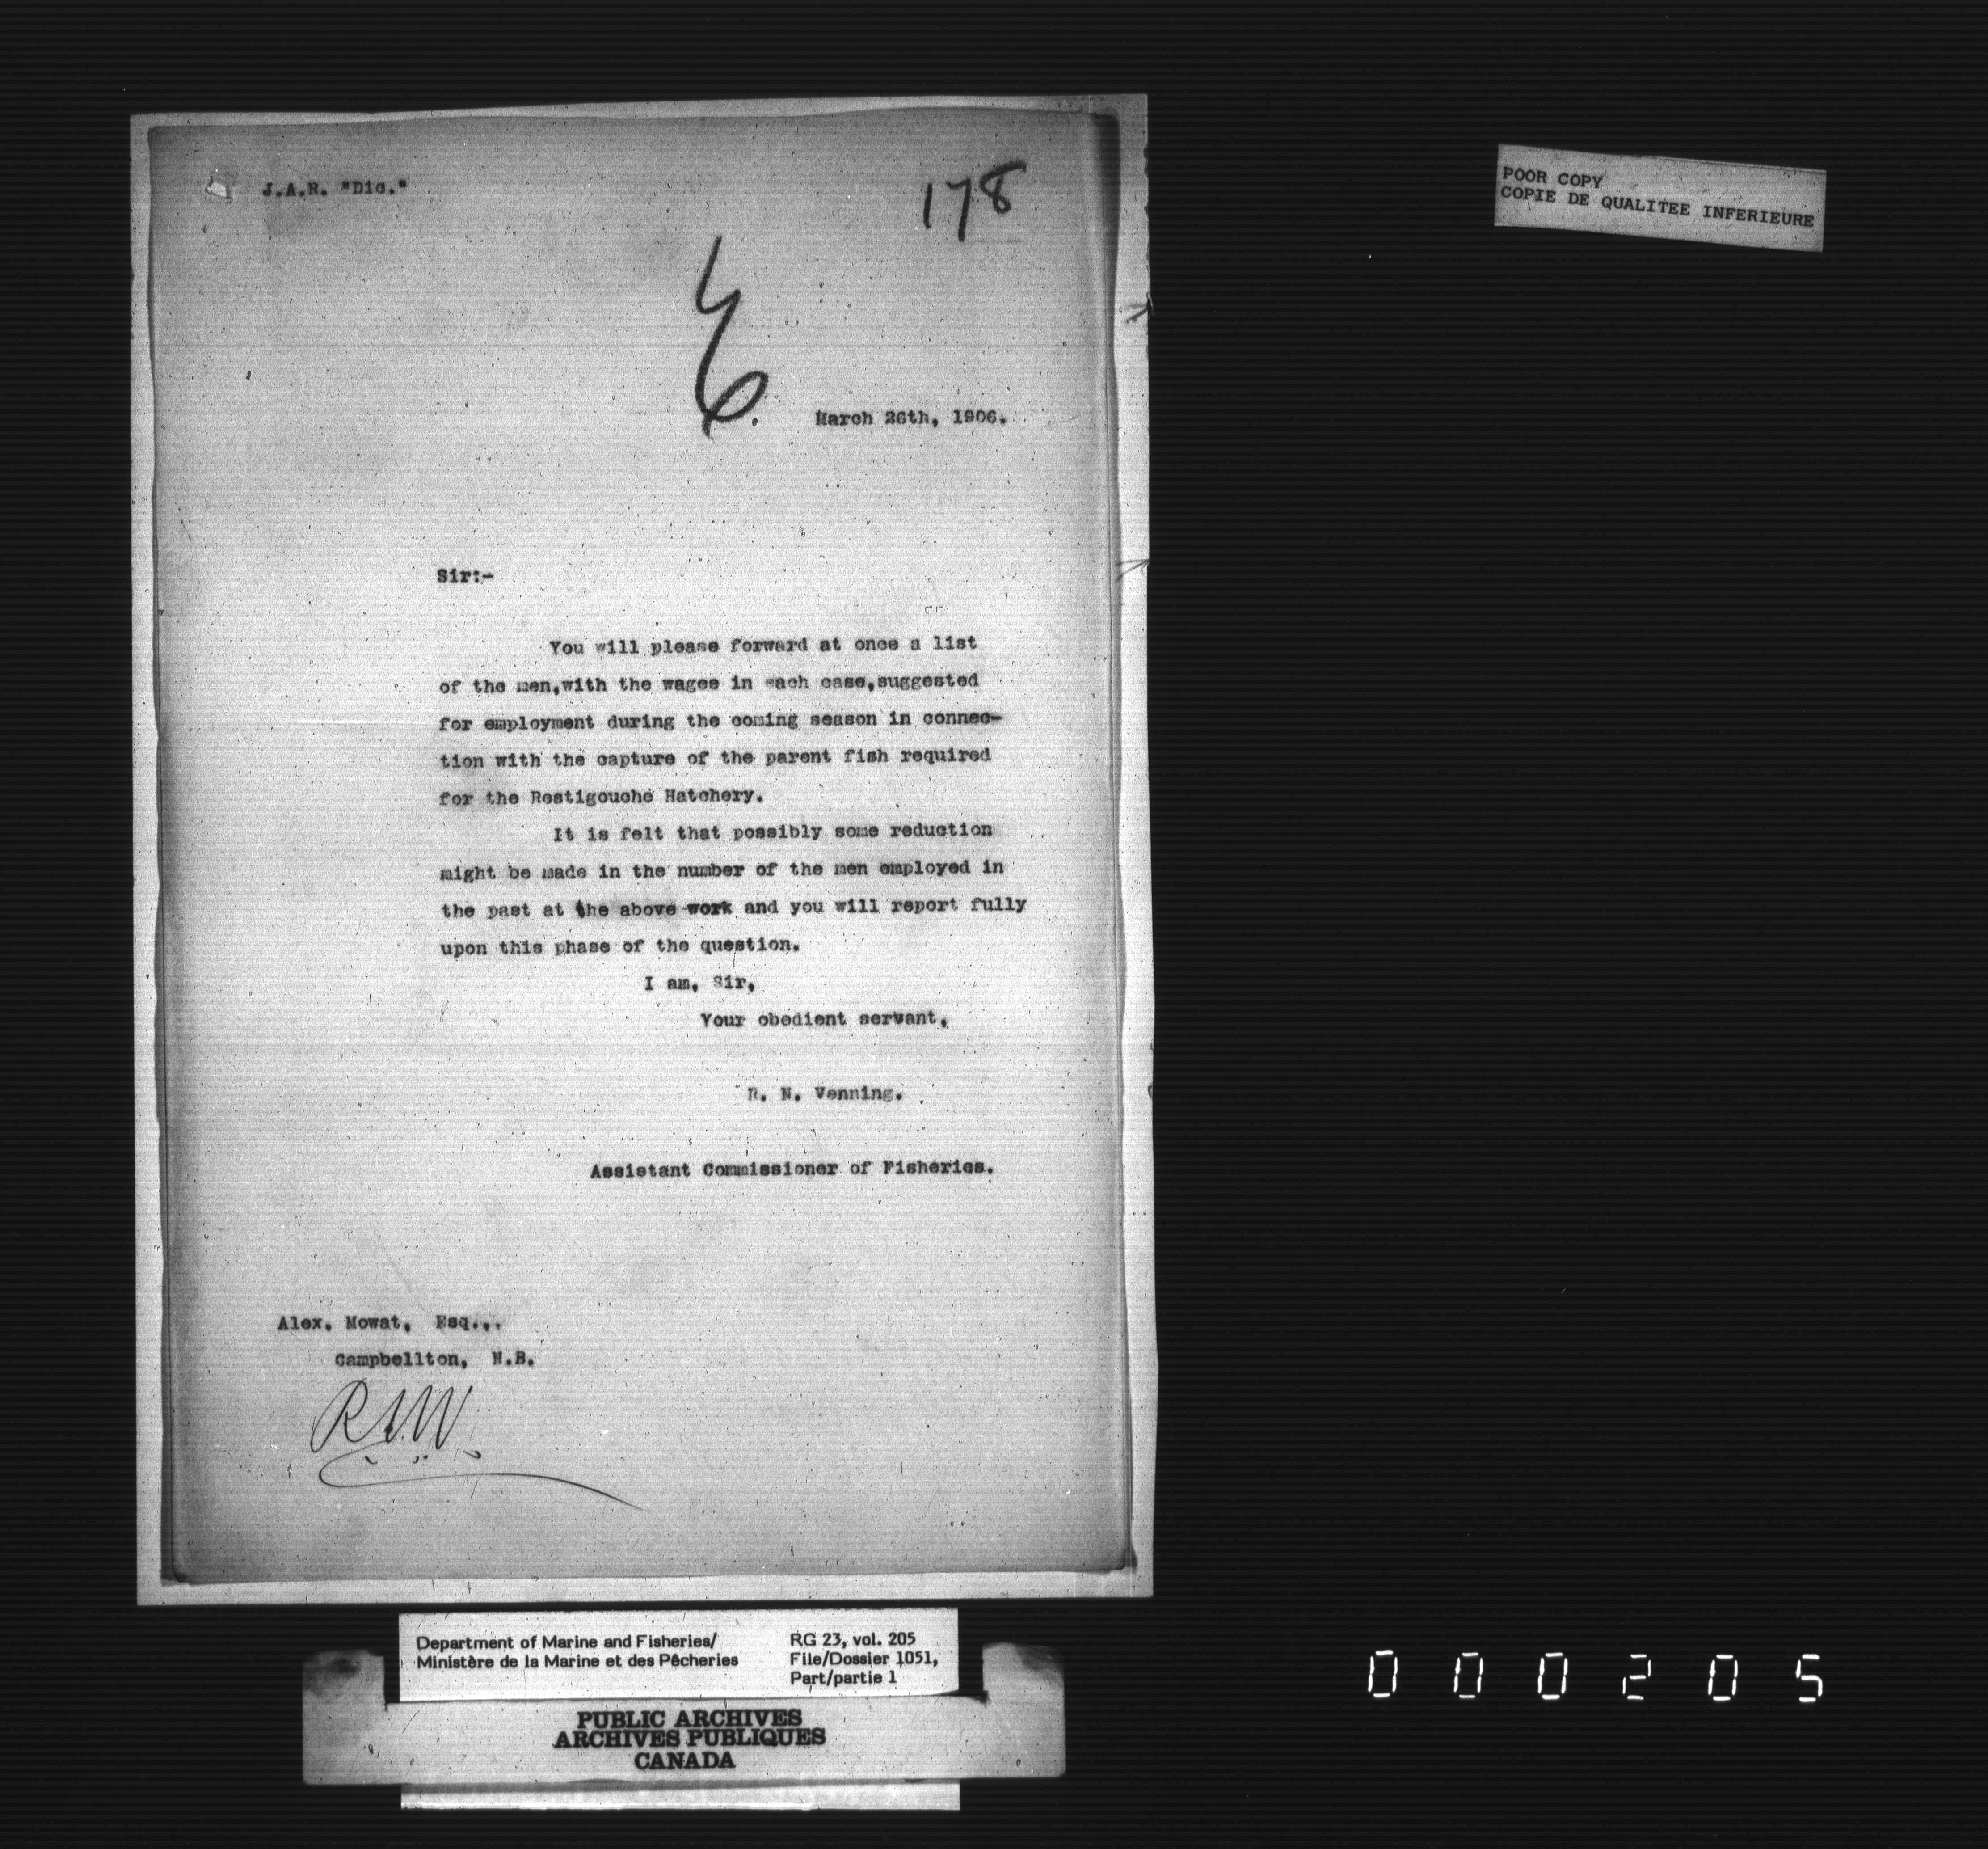 J.A.R. "Dic."
178
March 26th, 1906.
Sir:-
You will please forward at once a list
of the men,with the wages in each case,suggested
for employment during the coming season in connec-
tion with the capture of the parent fish required
for the Restigouche Hatchery.
It is felt that possibly some reduction
might be made in the number of the men employed in
the past at the above work and you will report fully
upon this phase of the question.
I am, Sir,
Your obedient servant,
R. N. Venning.
Assistant Commissioner of Fisheries.
Alex. Mowat, Esq.,.
Campbellton, N.B.
POOR COPY
COPIE DE QUALITEE INFERIEURE
Department of Marine and Fisheries/
Ministère de la Marine et des Pêcheries
RG 23, vol. 205
File/Dossier 1051,
Part/partie 1
PUBLIC ARCHIVES
ARCHIVES PUBLIQUES
CANADA
000205